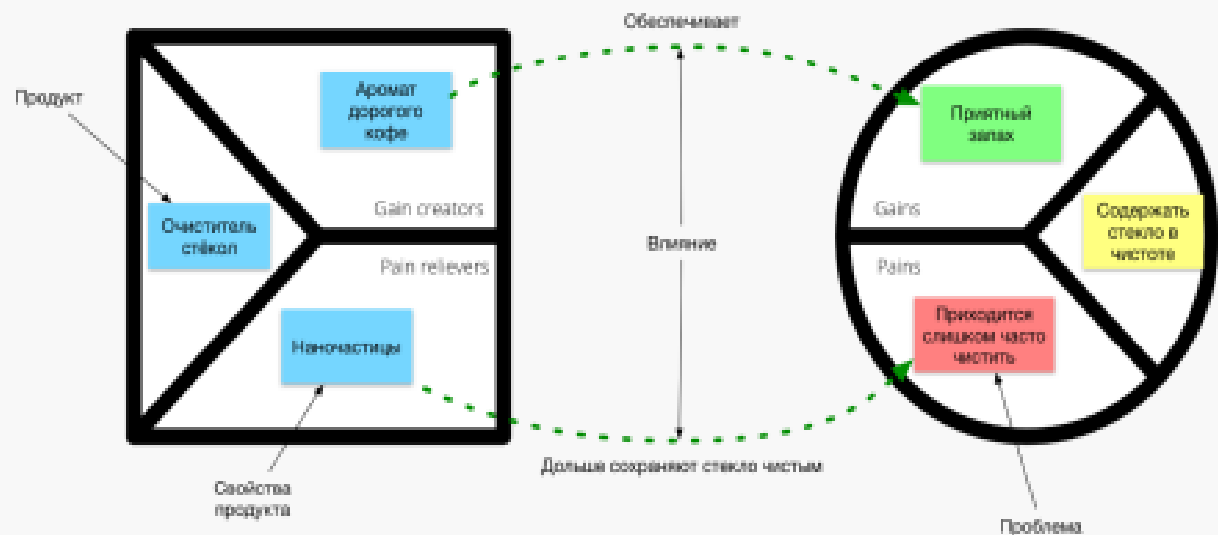 Обеспечивает
Продукт
Аромат
дорогого
кофе
Приятный
запах
Gain creators
Gains
Очиститель
стёкол
Влияние
Содержать
стекло в
чистоте
Pain relievers
Pains
Наночастицы
Приходится
слишком часто
чистить
Дольше сохраняют стекло чистым
Свойства
продукта
Проблема